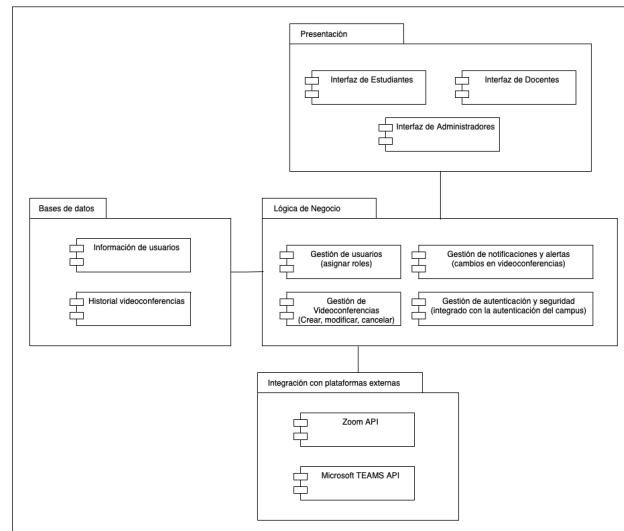 Presentación
Interfaz de Estudiantes
Interfaz de Docentes
Interfaz de Administradores
Bases de datos
Información de usuarios
Historial videoconferencias
Lógica de Negocio
Gestión de usuarios
(asignar roles)
Gestión de notificaciones y alertas
(cambios en videoconferencias)
Gestión de
Videoconferencias
(Crear, modificar, cancelar)
Gestión de autenticación y seguridad
(integrado con la autenticación del campus)
Integración con plataformas externas
Zoom API
Microsoft TEAMS API